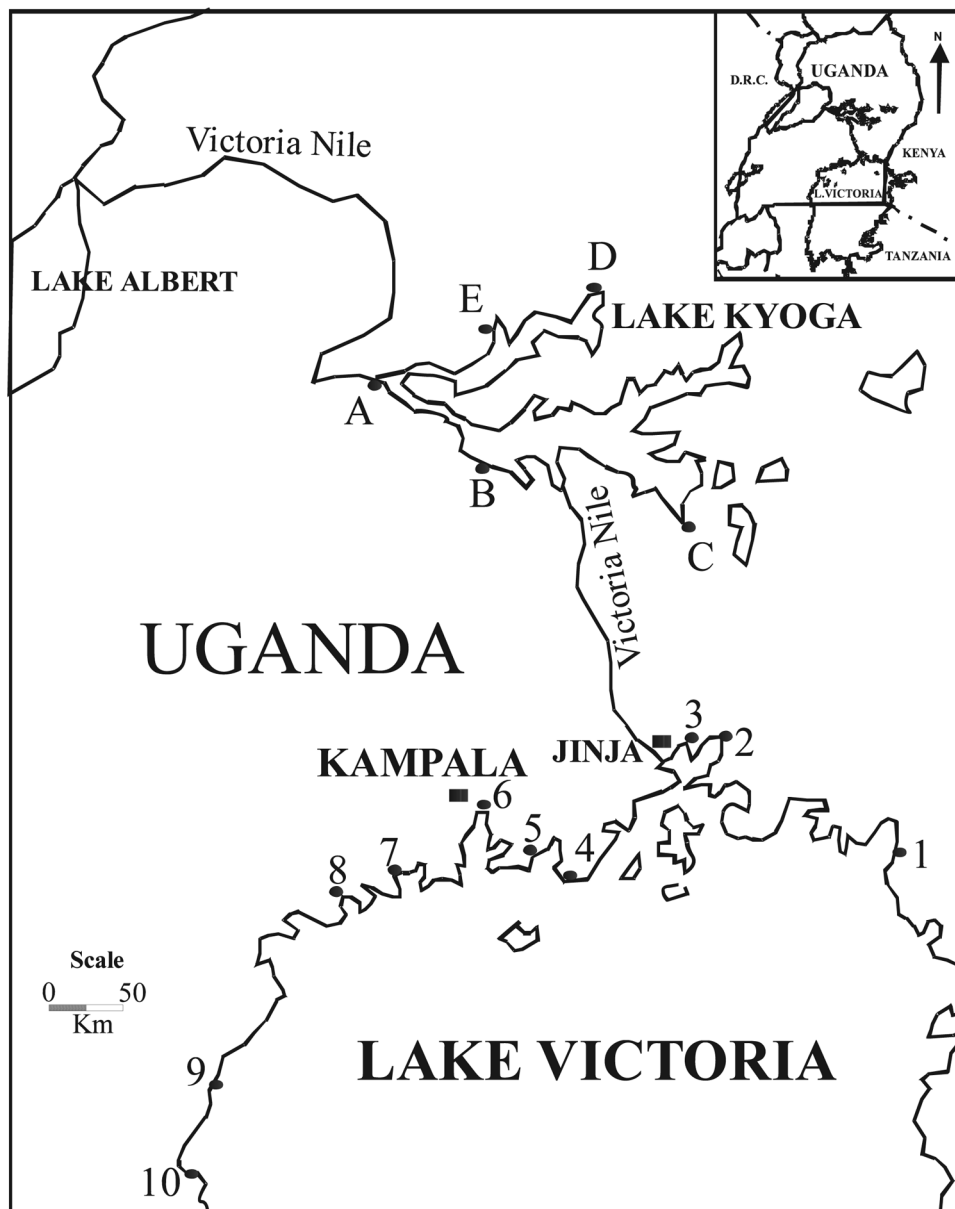 N
UGANDA
D.R.C.
KENYA
L.VICTORIA
TANZANIA
Victoria Nile
LAKE ALBERT
D
E
LAKE KYOGA
A
B
C
Victoria Nile
UGANDA
3
2
JINJA
KAMPALA
6
5
4
1
7
8
Scale
0 50
Km
LAKE VICTORIA
9
10